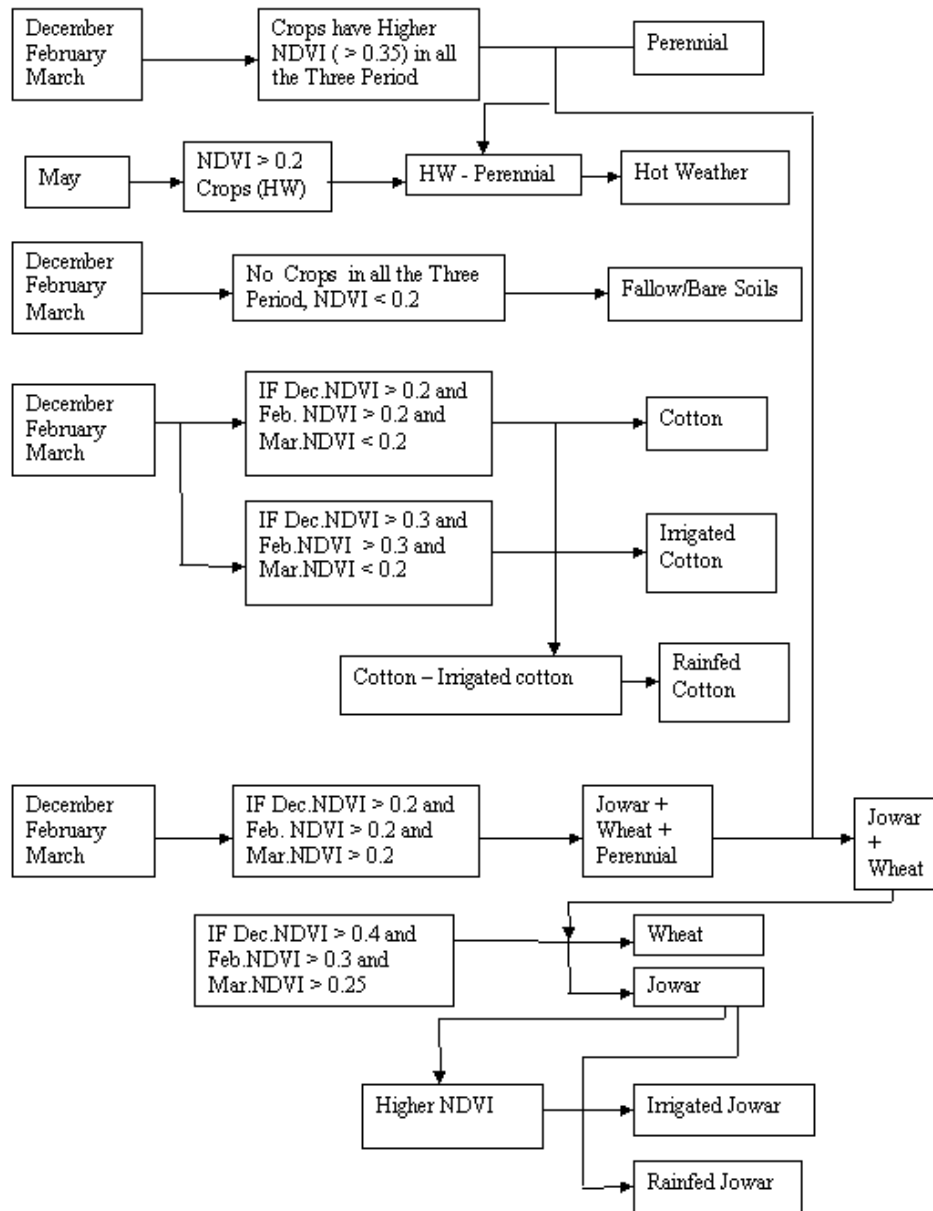 December
February
March
Crops have Higher
NDVI ( > 0.35) in all
the Three Period
Perennial
May
NDVI > 0.2
Crops (HW)
HW - Perennial
Hot Weather
December
February
March
No Crops in all the Three
Period, NDVI < 0.2
Fallow/Bare Soils
December
February
March
IF Dec.NDVI > 0.2 and
Feb. NDVI > 0.2 and
Mar.NDVI < 0.2
Cotton
IF Dec.NDVI > 0.3 and
Feb.NDVI > 0.3 and
Mar.NDVI < 0.2
Irrigated
Cotton
Cotton – Irrigated cotton
Rainfed
Cotton
December
February
March
IF Dec.NDVI > 0.2 and
Feb. NDVI > 0.2 and
Mar.NDVI > 0.2
Jowar +
Wheat +
Perennial
Jowar
+
Wheat
IF Dec.NDVI > 0.4 and
Feb.NDVI > 0.3 and
Mar.NDVI > 0.25
Wheat
Jowar
Higher NDVI
Irrigated Jowar
Rainfed Jowar